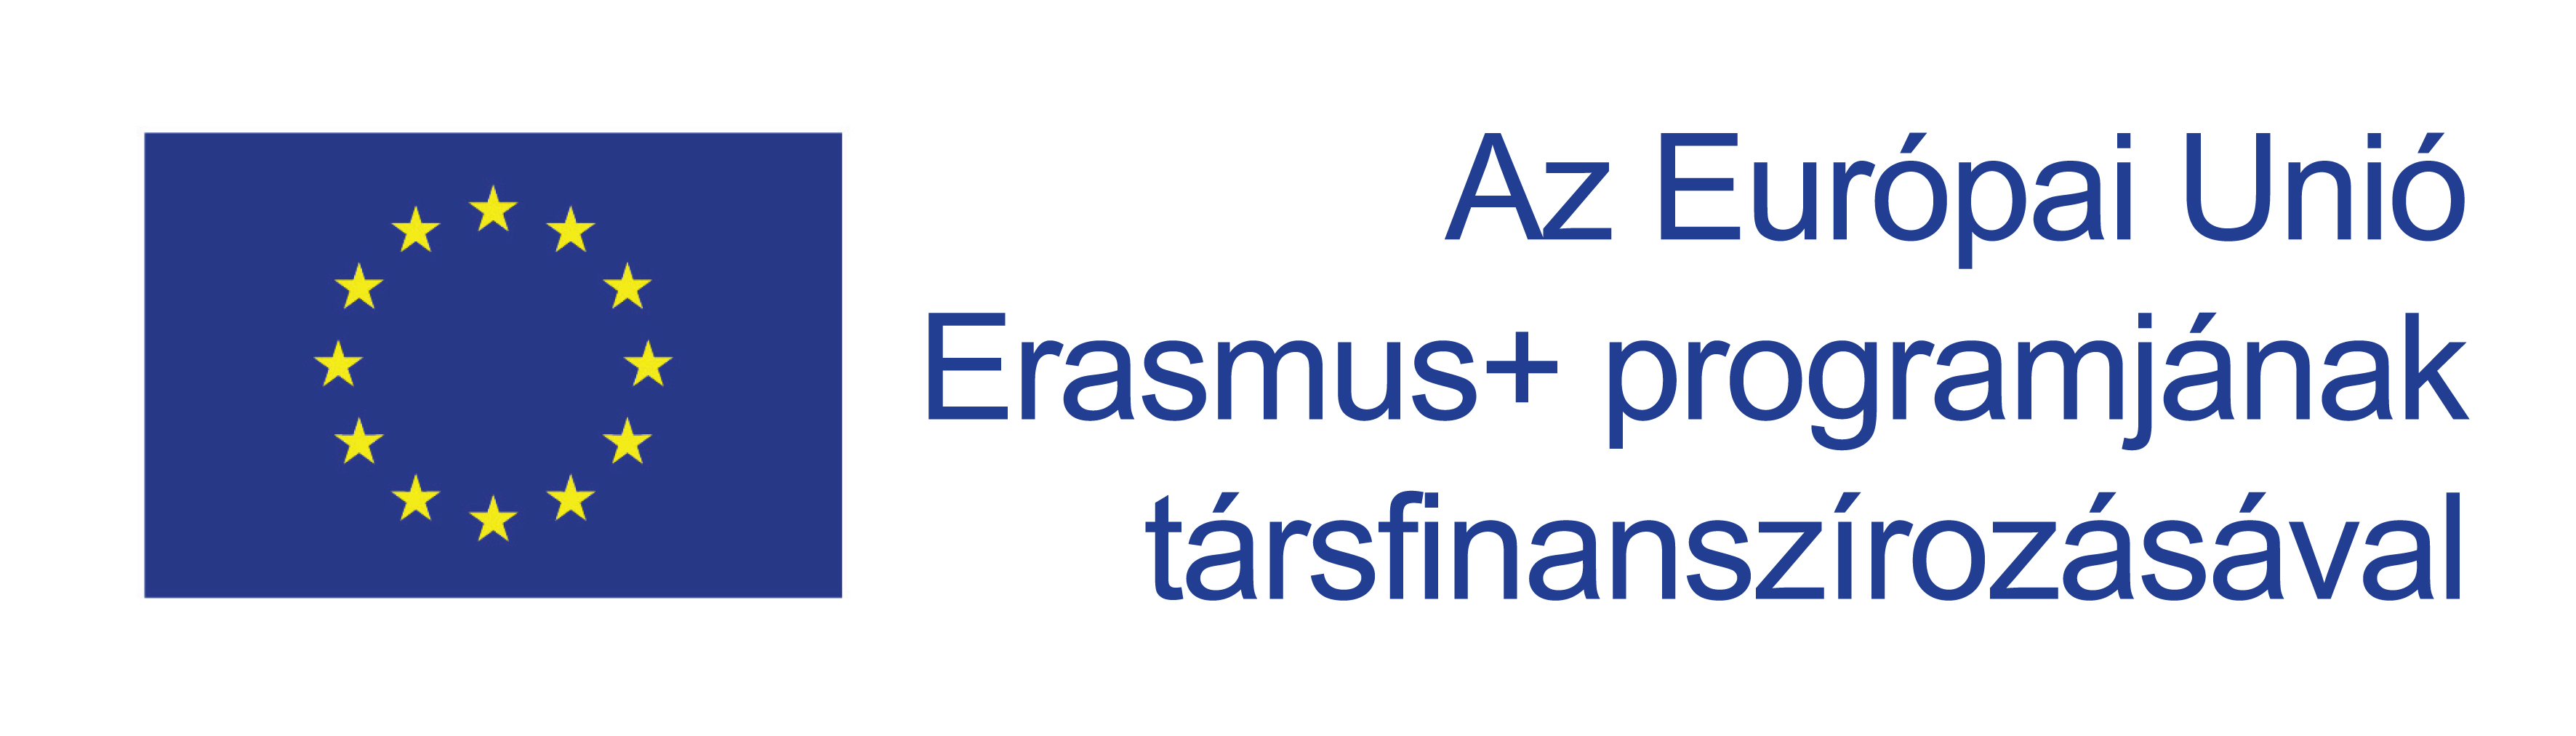 Az Európai Unió
Erasmus+ programjának
társfinanszírozásával